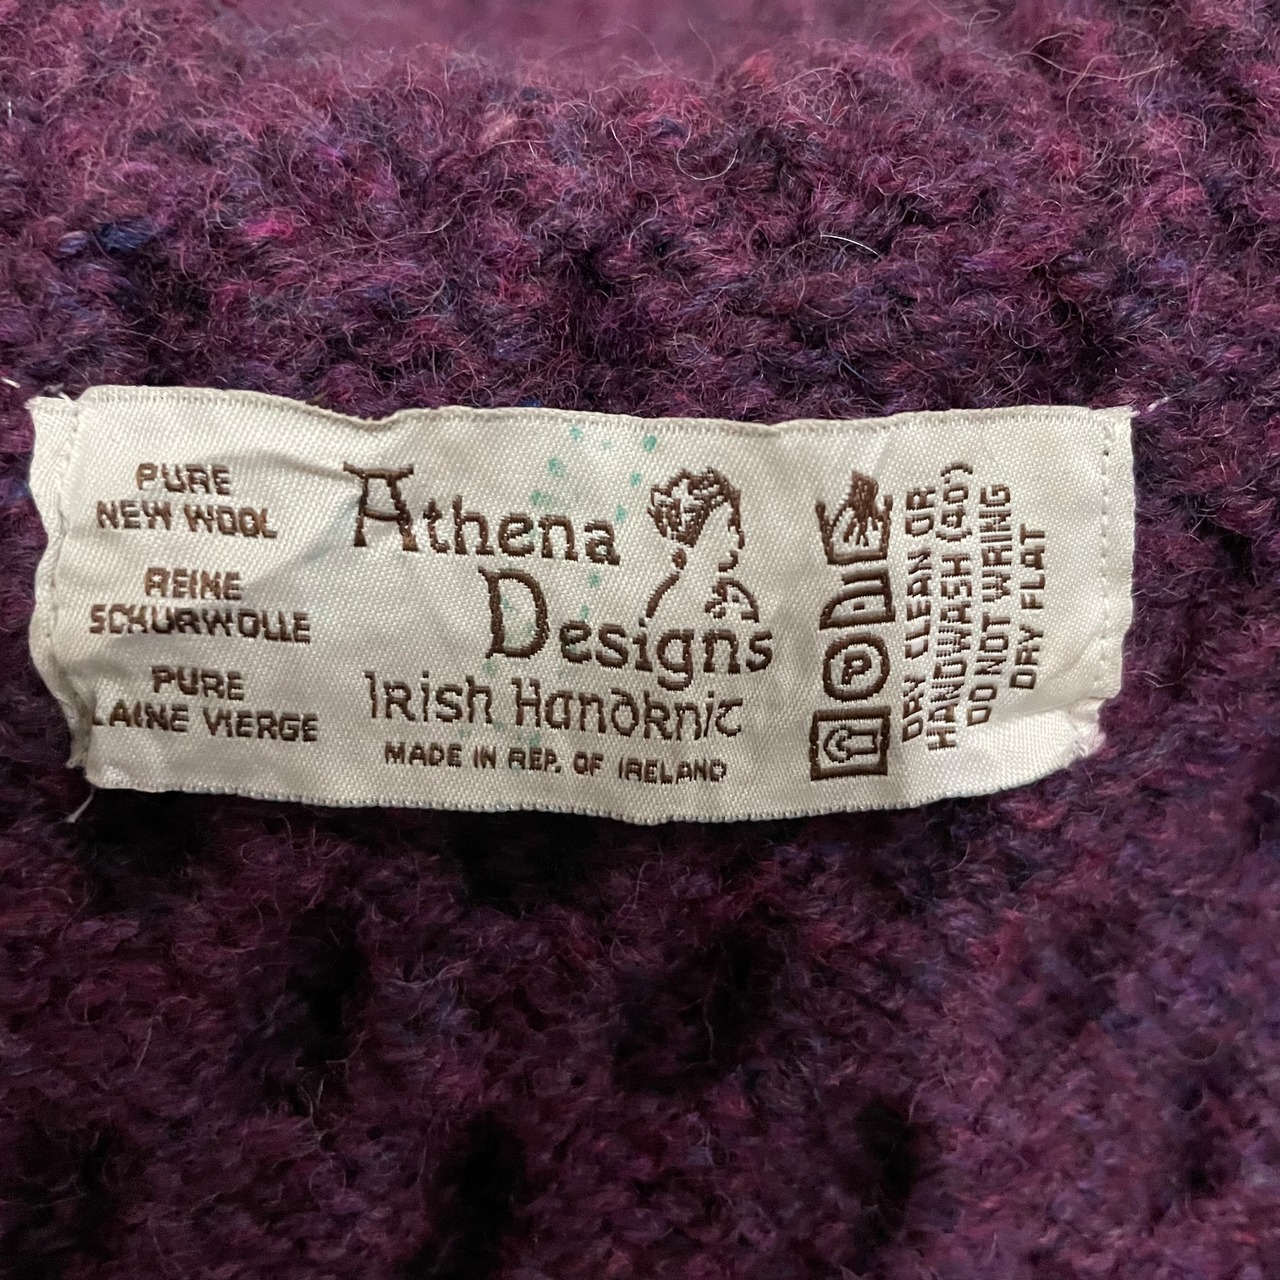 PURE
NEW WOOL
REINE
SCHURWOLLE
PURE
LAINE VIERGE
Athena
Designs
Irish Handknit
MADE IN REP. OF IRELAND
P
DRY CLEAN OR
HANDWASH (40°)
DO NOT WRING
DRY FLAT